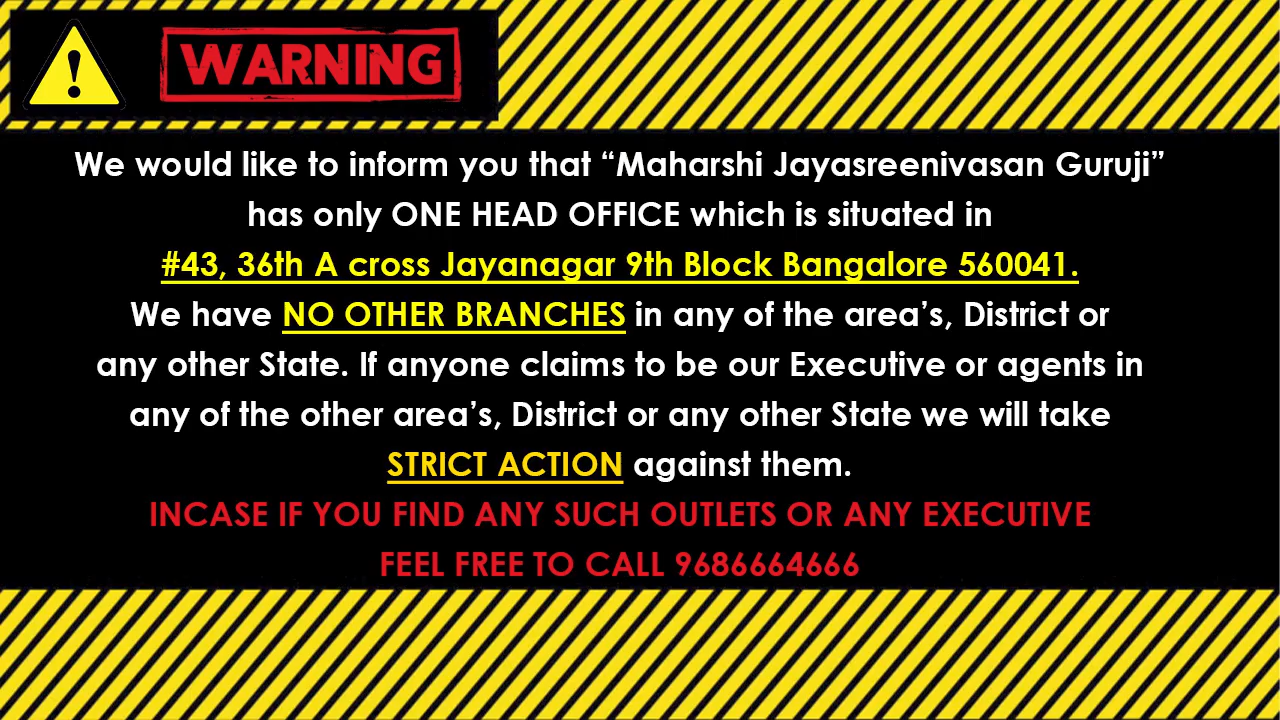 WARNING
We would like to inform you that “Maharshi Jayasreenivasan Guruji”
has only ONE HEAD OFFICE which is situated in
#43, 36th A cross Jayanagar 9th Block Bangalore 560041.
We have NO OTHER BRANCHES in any of the area’s, District or
any other State. If anyone claims to be our Executive or agents in
any of the other area’s, District or any other State we will take
STRICT ACTION against them.
INCASE IF YOU FIND ANY SUCH OUTLETS OR ANY EXECUTIVE
FEEL FREE TO CALL 9686664666